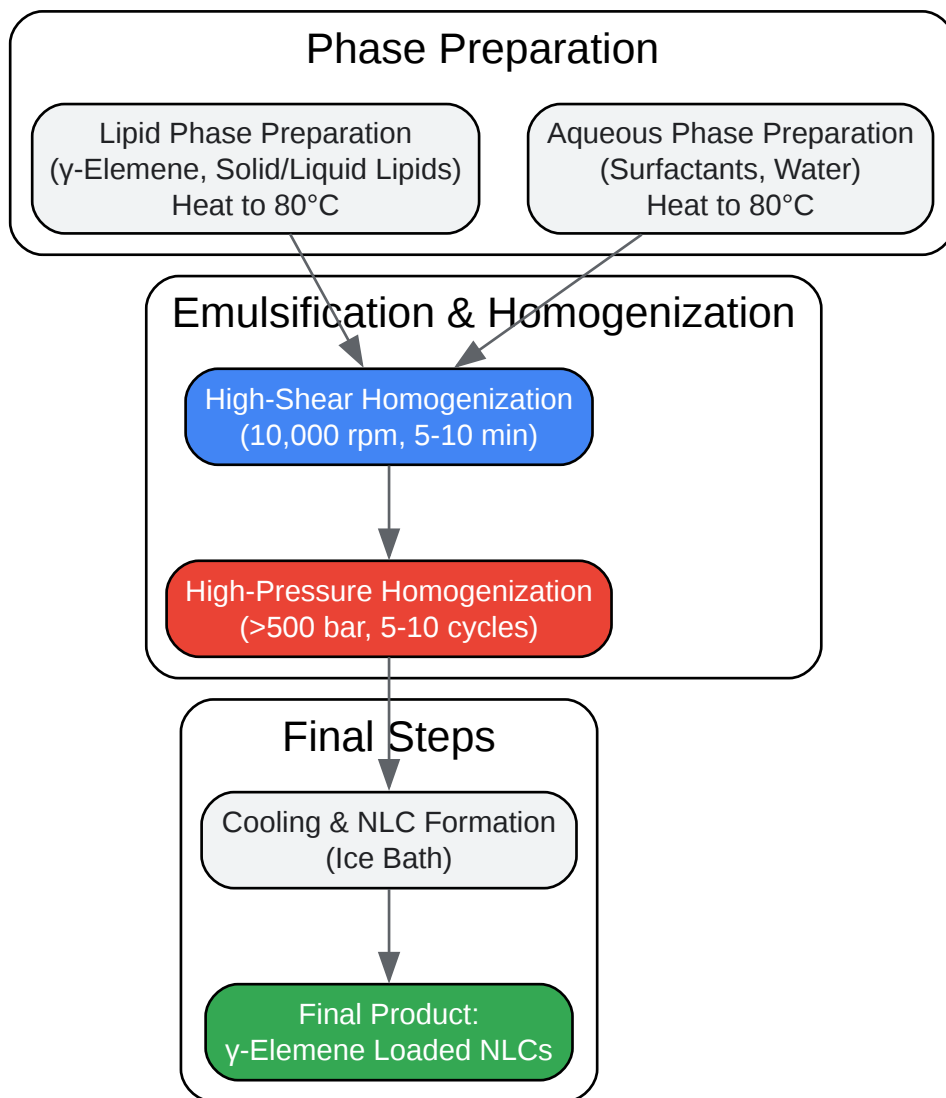 Phase Preparation
Lipid Phase Preparation
(γ-Elemene, Solid/Liquid Lipids)
Heat to 80°C
Aqueous Phase Preparation
(Surfactants, Water)
Heat to 80°C
Emulsification & Homogenization
High-Shear Homogenization
(10,000 rpm, 5-10 min)
High-Pressure Homogenization
(>500 bar, 5-10 cycles)
Final Steps
Cooling & NLC Formation
(Ice Bath)
Final Product:
γ-Elemene Loaded NLCs